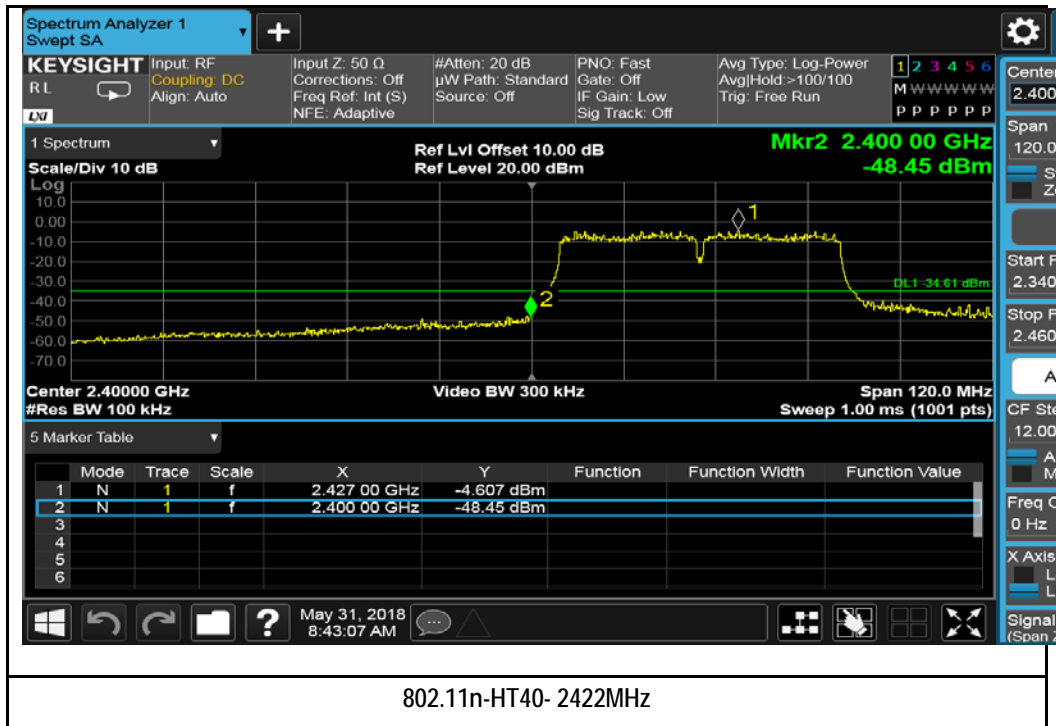 Spectrum Analyzer 1
Swept SA
+
KEYSIGHT
RL
LXI
Input: RF
Coupling: DC
Align: Auto
Input Z: 50 Ω
Corrections: Off
Freq Ref: Int (S)
NFE: Adaptive
#Atten: 20 dB
µW Path: Standard
Source: Off
PNO: Fast
Gate: Off
IF Gain: Low
Sig Track: Off
Avg Type: Log-Power
Avg|Hold:>100/100
Trig: Free Run
1 2 3 4 5 6
M W W W W W
P P P P P P
1 Spectrum
Scale/Div 10 dB
Ref Lvl Offset 10.00 dB
Ref Level 20.00 dBm
Mkr2 2.400 00 GHz
-48.45 dBm
Log
10.0
0.00
-10.0
-20.0
-30.0
-40.0
-50.0
-60.0
-70.0
1
2
DL1 -34.61 dBm
Center 2.40000 GHz
#Res BW 100 kHz
Video BW 300 kHz
Span 120.0 MHz
Sweep 1.00 ms (1001 pts)
5 Marker Table
Mode Trace Scale X Y Function Function Width Function Value
1 N 1 f 2.427 00 GHz -4.607 dBm
2 N 1 f 2.400 00 GHz -48.45 dBm
3
4
5
6
?
May 31, 2018
8:43:07 AM
Center
2.400
Span
120.0
S
Z
Start F
2.340
Stop F
2.460
A
CF Ste
12.00
A
M
Freq O
0 Hz
X Axis
L
L
Signal
(Span Z
802.11n-HT40- 2422MHz